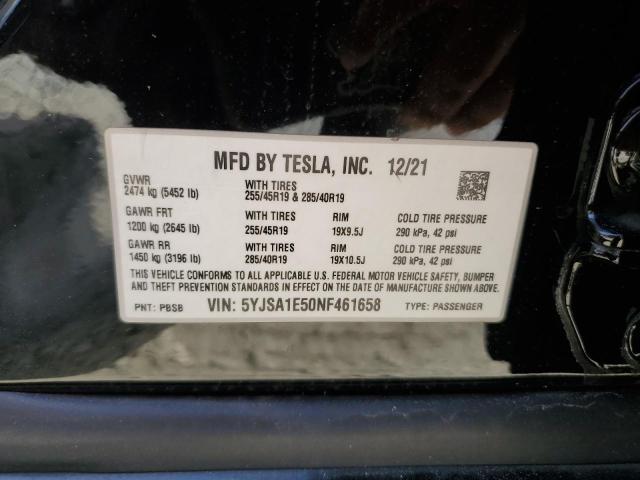 MFD BY TESLA, INC. 12/21
GVWR
2474 kg (5452 lb)
WITH TIRES
255/45R19 & 285/40R19
GAWR FRT
1200 kg (2645 lb)
WITH TIRES
255/45R19
RIM
19X9.5J
COLD TIRE PRESSURE
290 kPa, 42 psi
GAWR RR
1450 kg (3196 lb)
WITH TIRES
285/40R19
RIM
19X10.5J
COLD TIRE PRESSURE
290 kPa, 42 psi
THIS VEHICLE CONFORMS TO ALL APPLICABLE U.S. FEDERAL MOTOR VEHICLE SAFETY, BUMPER
AND THEFT PREVENTION STANDARDS IN EFFECT ON THE DATE OF MANUFACTURE SHOWN ABOVE.
PNT: PBSB VIN: 5YJSA1E50NF461658 TYPE: PASSENGER